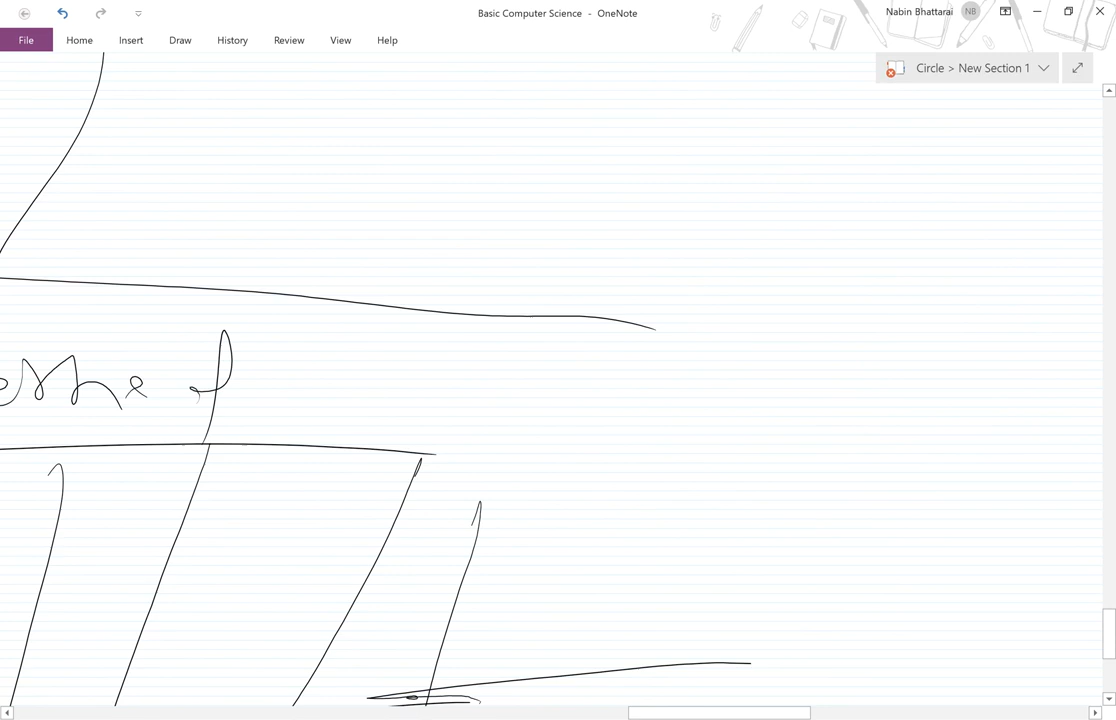 Basic Computer Science - OneNote
Nabin Bhattarai NB
File Home Insert Draw History Review View Help
Circle > New Section 1